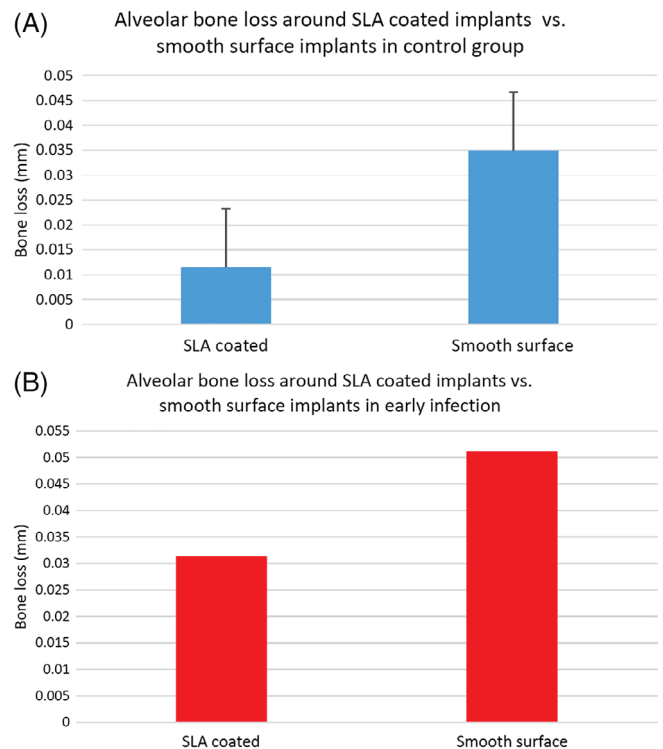 (A)
Alveolar bone loss around SLA coated implants vs.
smooth surface implants in control group
0.05
0.045
0.04
0.035
0.03
0.025
0.02
0.015
0.01
0.005
0
Bone loss (mm)
SLA coated
Smooth surface
(B)
Alveolar bone loss around SLA coated implants vs.
smooth surface implants in early infection
0.055
0.05
0.045
0.04
0.035
0.03
0.025
0.02
0.015
0.01
0.005
0
Bone loss (mm)
SLA coated
Smooth surface